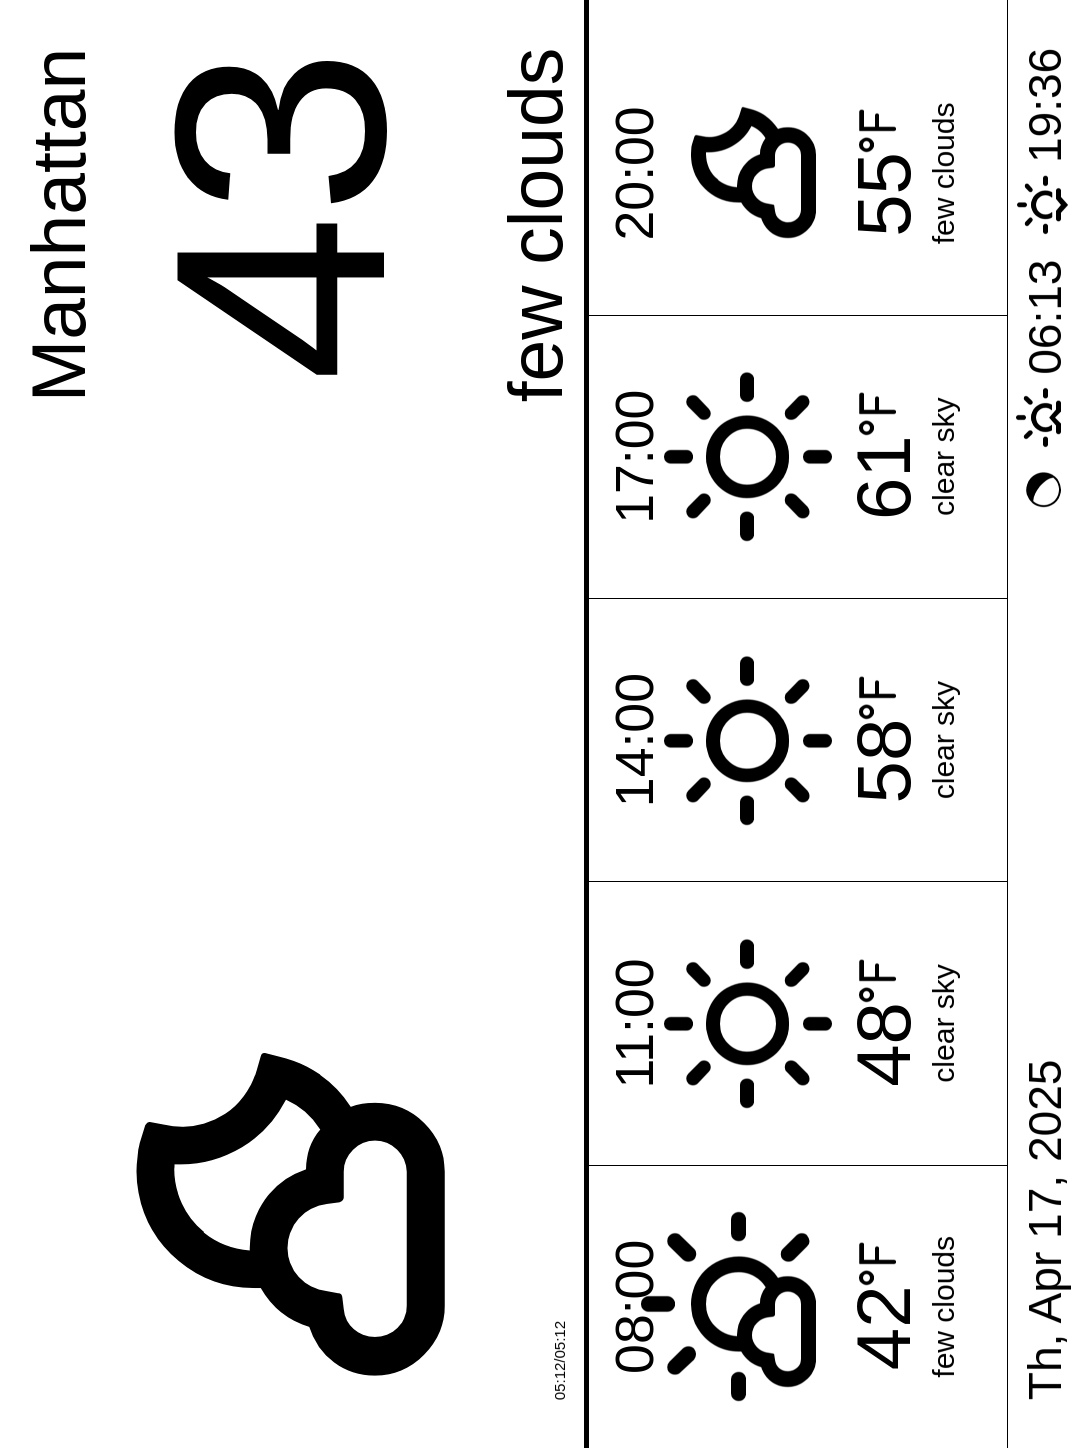 Manhattan
43
few clouds
05:12/05:12
08:00 11:00 14:00 17:00 20:00
42°F 48°F 58°F 61°F 55°F
few clouds clear sky clear sky clear sky few clouds
Th, Apr 17, 2025 06:13 19:36